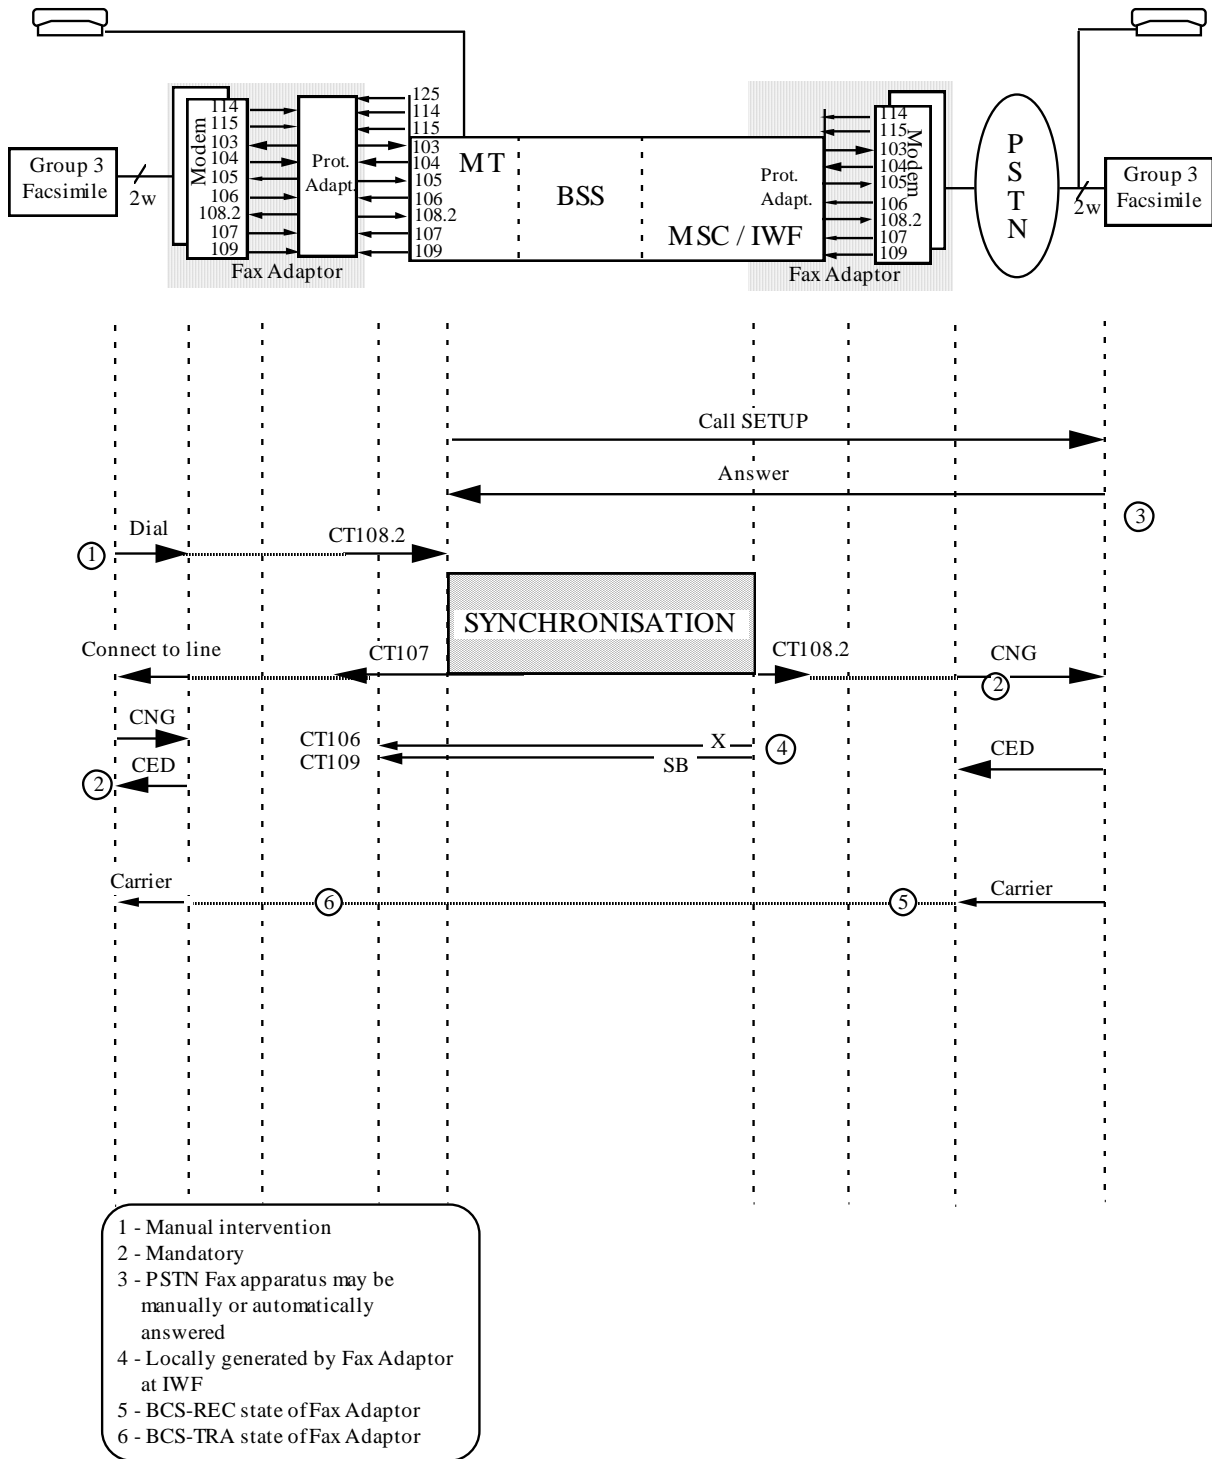 125
114
115
103
104
105
106
108.2
107
109
114
115
103
104
105
106
108.2
107
109
114
115
103
104
105
106
108.2
107
109
Modem
Prot.
Adapt.
MT
BSS
MSC / IWF
Prot.
Adapt.
Modem
P
S
T
N
Group 3
Facsimile
2w
Group 3
Facsimile
2w
Fax Adaptor
Fax Adaptor
Call SETUP
Answer
3
Dial
1
CT108.2
SYNCHRONISATION
Connect to line
CT107
CT108.2
CNG
2
CNG
CT106
X
4
CED
CT109
SB
2
CED
Carrier
6
5
Carrier
1 - Manual intervention
2 - Mandatory
3 - PSTN Fax apparatus may be
manually or automatically
answered
4 - Locally generated by Fax Adaptor
at IWF
5 - BCS-REC state of Fax Adaptor
6 - BCS-TRA state of Fax Adaptor